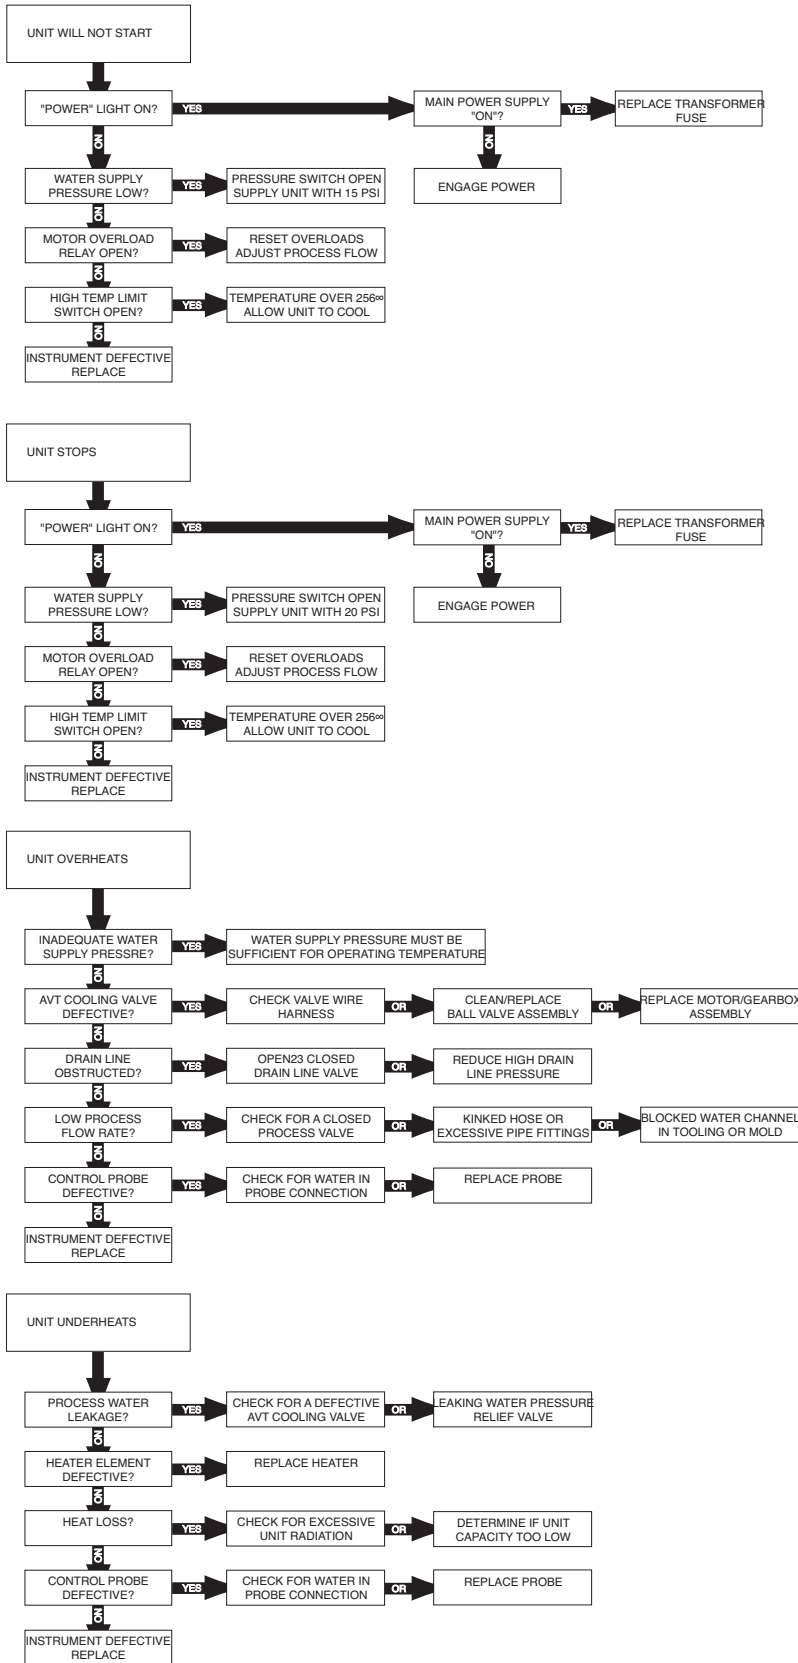 UNIT WILL NOT START
"POWER" LIGHT ON?
YES
MAIN POWER SUPPLY
"ON"?
YES
REPLACE TRANSFORMER
FUSE
NO
NO
WATER SUPPLY
PRESSURE LOW?
YES
PRESSURE SWITCH OPEN
SUPPLY UNIT WITH 15 PSI
ENGAGE POWER
NO
MOTOR OVERLOAD
RELAY OPEN?
YES
RESET OVERLOADS
ADJUST PROCESS FLOW
NO
HIGH TEMP LIMIT
SWITCH OPEN?
YES
TEMPERATURE OVER 256∞
ALLOW UNIT TO COOL
NO
INSTRUMENT DEFECTIVE
REPLACE
UNIT STOPS
"POWER" LIGHT ON?
YES
MAIN POWER SUPPLY
"ON"?
YES
REPLACE TRANSFORMER
FUSE
NO
NO
WATER SUPPLY
PRESSURE LOW?
YES
PRESSURE SWITCH OPEN
SUPPLY UNIT WITH 20 PSI
ENGAGE POWER
NO
MOTOR OVERLOAD
RELAY OPEN?
YES
RESET OVERLOADS
ADJUST PROCESS FLOW
NO
HIGH TEMP LIMIT
SWITCH OPEN?
YES
TEMPERATURE OVER 256∞
ALLOW UNIT TO COOL
NO
INSTRUMENT DEFECTIVE
REPLACE
UNIT OVERHEATS
INADEQUATE WATER
SUPPLY PRESSRE?
YES
WATER SUPPLY PRESSURE MUST BE
SUFFICIENT FOR OPERATING TEMPERATURE
NO
AVT COOLING VALVE
DEFECTIVE?
YES
CHECK VALVE WIRE
HARNESS
OR
CLEAN/REPLACE
BALL VALVE ASSEMBLY
OR
REPLACE MOTOR/GEARBOX
ASSEMBLY
NO
DRAIN LINE
OBSTRUCTED?
YES
OPEN23 CLOSED
DRAIN LINE VALVE
OR
REDUCE HIGH DRAIN
LINE PRESSURE
NO
LOW PROCESS
FLOW RATE?
YES
CHECK FOR A CLOSED
PROCESS VALVE
OR
KINKED HOSE OR
EXCESSIVE PIPE FITTINGS
OR
BLOCKED WATER CHANNEL
IN TOOLING OR MOLD
NO
CONTROL PROBE
DEFECTIVE?
YES
CHECK FOR WATER IN
PROBE CONNECTION
OR
REPLACE PROBE
NO
INSTRUMENT DEFECTIVE
REPLACE
UNIT UNDERHEATS
PROCESS WATER
LEAKAGE?
YES
CHECK FOR A DEFECTIVE
AVT COOLING VALVE
OR
LEAKING WATER PRESSURE
RELIEF VALVE
NO
HEATER ELEMENT
DEFECTIVE?
YES
REPLACE HEATER
NO
HEAT LOSS?
YES
CHECK FOR EXCESSIVE
UNIT RADIATION
OR
DETERMINE IF UNIT
CAPACITY TOO LOW
NO
CONTROL PROBE
DEFECTIVE?
YES
CHECK FOR WATER IN
PROBE CONNECTION
OR
REPLACE PROBE
NO
INSTRUMENT DEFECTIVE
REPLACE